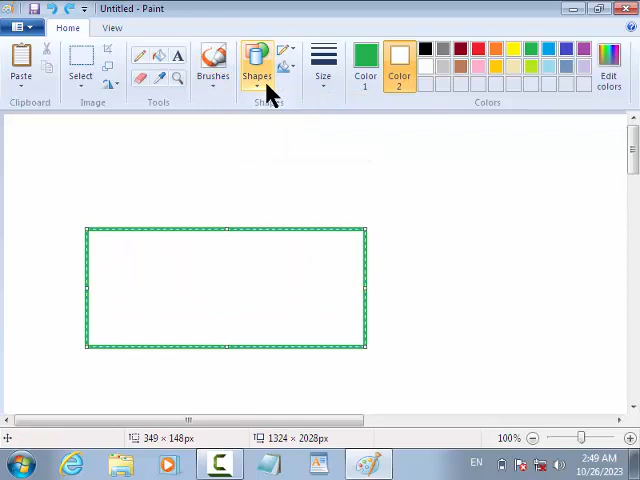 Untitled - Paint
Home
View
Paste
Select
A
Brushes
Shapes
Size
Color 1
Color 2
Edit colors
Clipboard
Image
Tools
Shapes
Colors
349 × 148px
1324 × 2028px
100%
EN
2:49 AM
10/26/2023